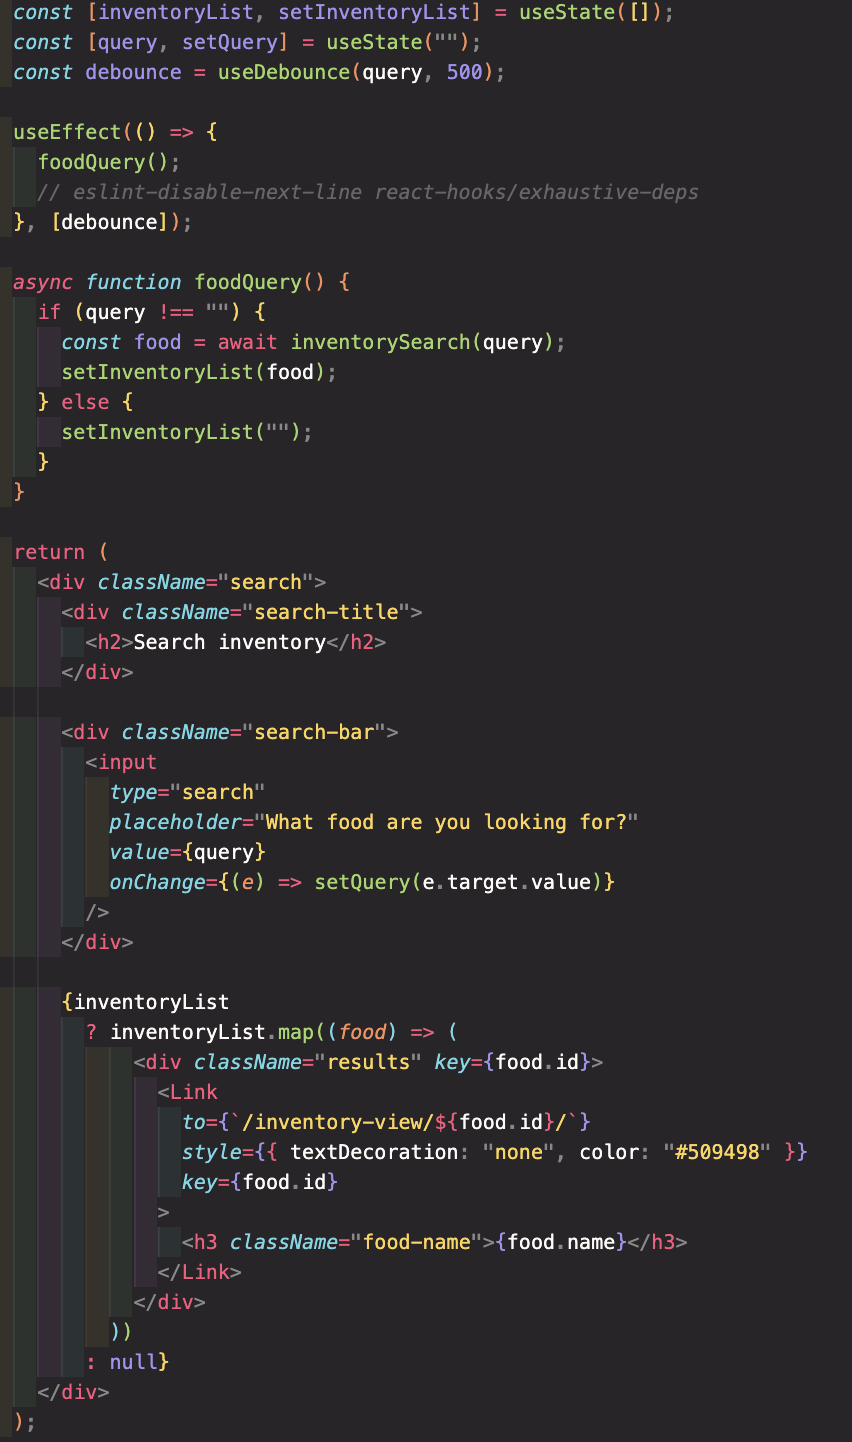 const [inventoryList, setInventoryList] = useState([]);
const [query, setQuery] = useState("");
const debounce = useDebounce(query, 500);

useEffect(() => {
  foodQuery();
  // eslint-disable-next-line react-hooks/exhaustive-deps
}, [debounce]);

async function foodQuery() {
  if (query !== "") {
    const food = await inventorySearch(query);
    setInventoryList(food);
  } else {
    setInventoryList("");
  }
}

return (
  <div className="search">
    <div className="search-title">
      <h2>Search inventory</h2>
    </div>

    <div className="search-bar">
      <input
        type="search"
        placeholder="What food are you looking for?"
        value={query}
        onChange={(e) => setQuery(e.target.value)}
      />
    </div>

    {inventoryList
      ? inventoryList.map((food) => (
          <div className="results" key={food.id}>
            <Link
              to={`/inventory-view/${food.id}/`}
              style={{ textDecoration: "none", color: "#509498" }}
              key={food.id}
            >
              <h3 className="food-name">{food.name}</h3>
            </Link>
          </div>
        ))
      : null}
  </div>
);